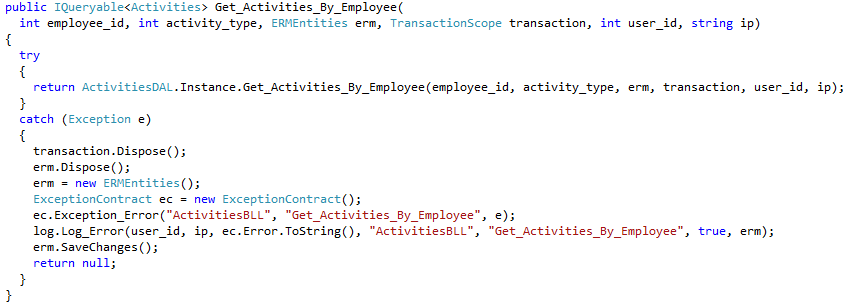 public IQueryable<Activities> Get_Activities_By_Employee(
  int employee_id, int activity_type, ERMEntities erm, TransactionScope transaction, int user_id, string ip)
{
  try
  {
    return ActivitiesDAL.Instance.Get_Activities_By_Employee(employee_id, activity_type, erm, transaction, user_id, ip);
  }
  catch (Exception e)
  {
    transaction.Dispose();
    erm.Dispose();
    erm = new ERMEntities();
    ExceptionContract ec = new ExceptionContract();
    ec.Exception_Error("ActivitiesBLL", "Get_Activities_By_Employee", e);
    log.Log_Error(user_id, ip, ec.Error.ToString(), "ActivitiesBLL", "Get_Activities_By_Employee", true, erm);
    erm.SaveChanges();
    return null;
  }
}